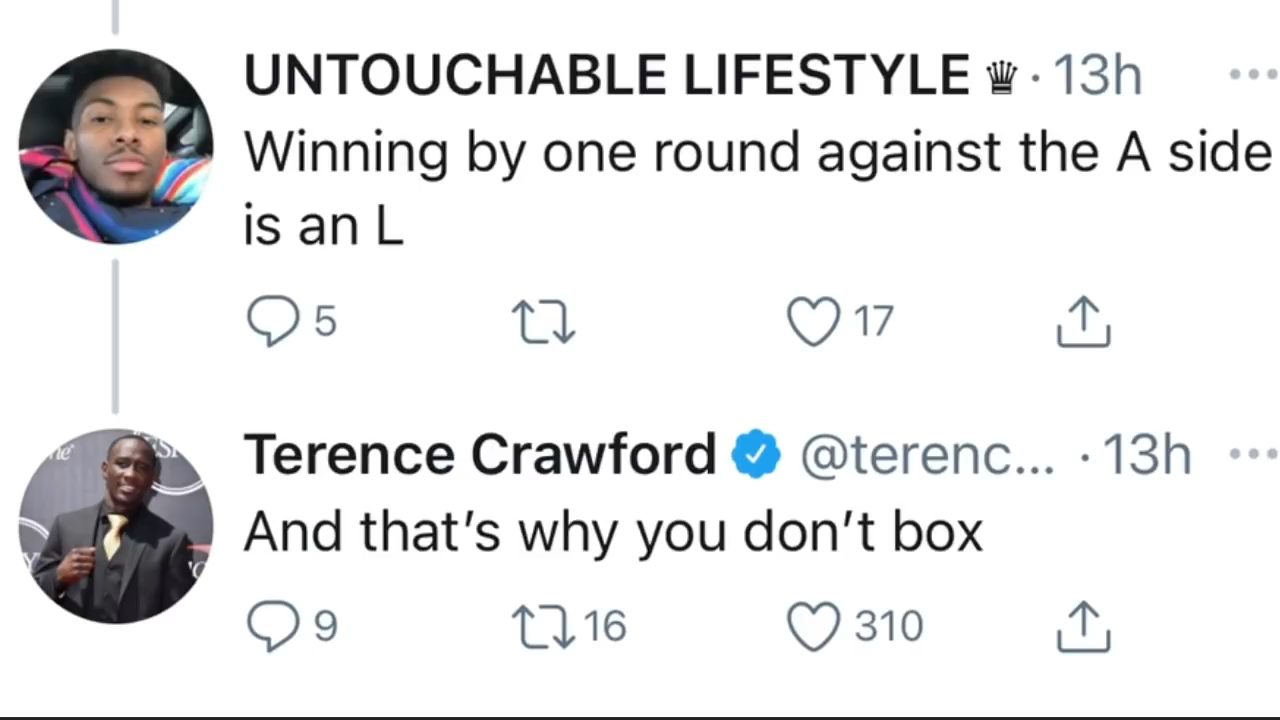 UNTOUCHABLE LIFESTYLE ♛ · 13h
Winning by one round against the A side
is an L
5 17
Terence Crawford @terenc... · 13h
And that’s why you don’t box
9 16 310